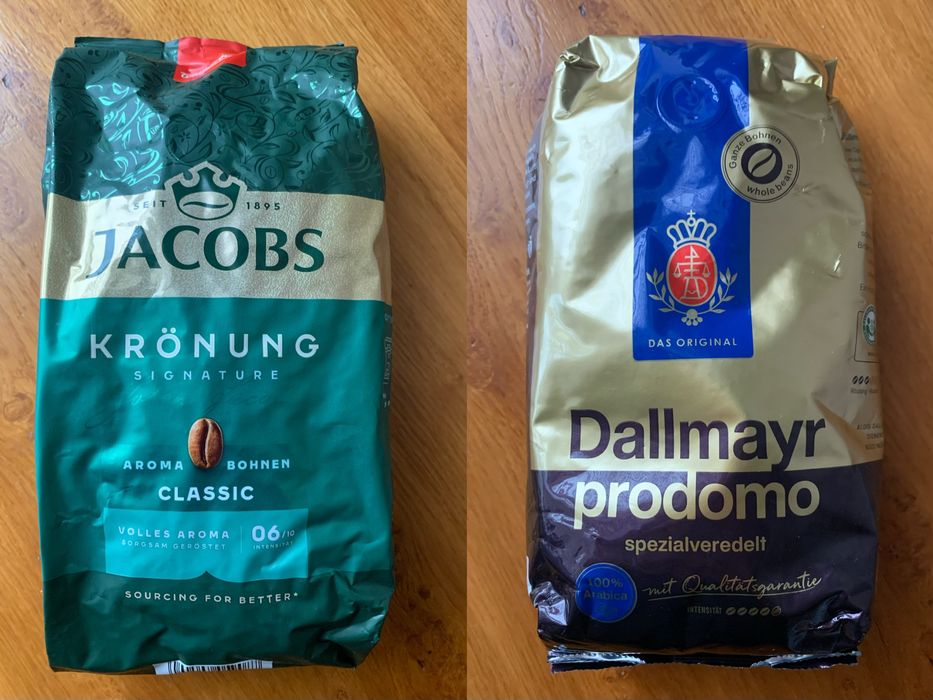 SEIT 1895
JACOBS
KRÖNUNG
SIGNATURE
AROMA BOHNEN
CLASSIC
VOLLES AROMA
SORGSAM GERÖSTET
06/10
INTENSITÄT
SOURCING FOR BETTER*
Ganze Bohnen
whole beans
DAS ORIGINAL
Dallmayr
prodomo
spezialveredelt
100%
Arabica
mit Qualitätsgarantie
INTENSITÄT